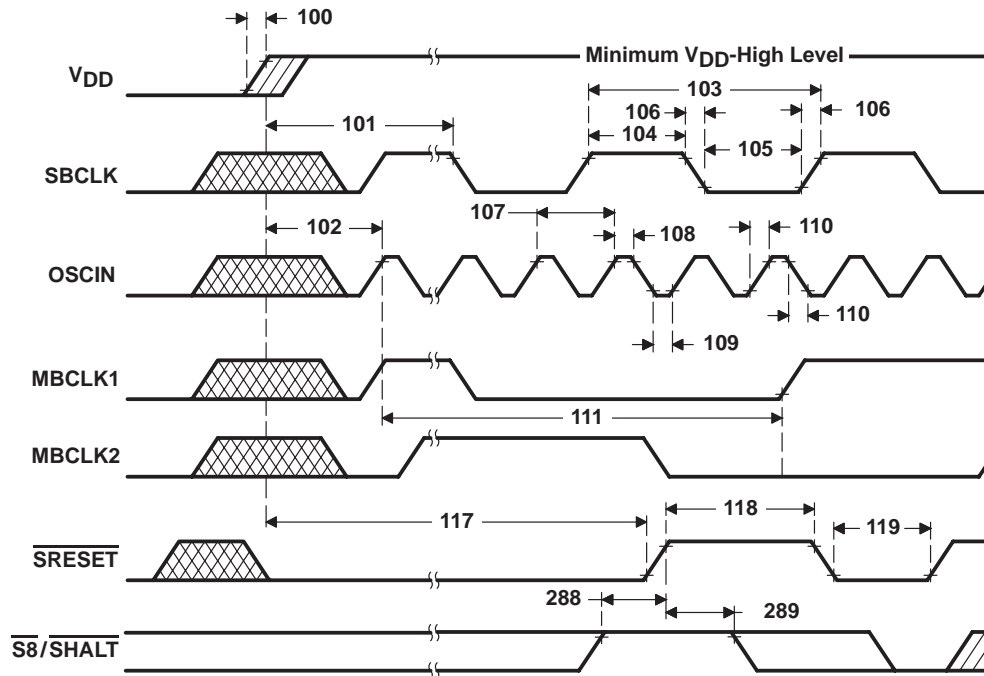 100
Minimum VDD-High Level
VDD
103
106
106
101
104
105
SBCLK
107
102
108
110
OSCIN
109
110
MBCLK1
111
MBCLK2
117
118
119
SRESET
288
289
S8/SHALT